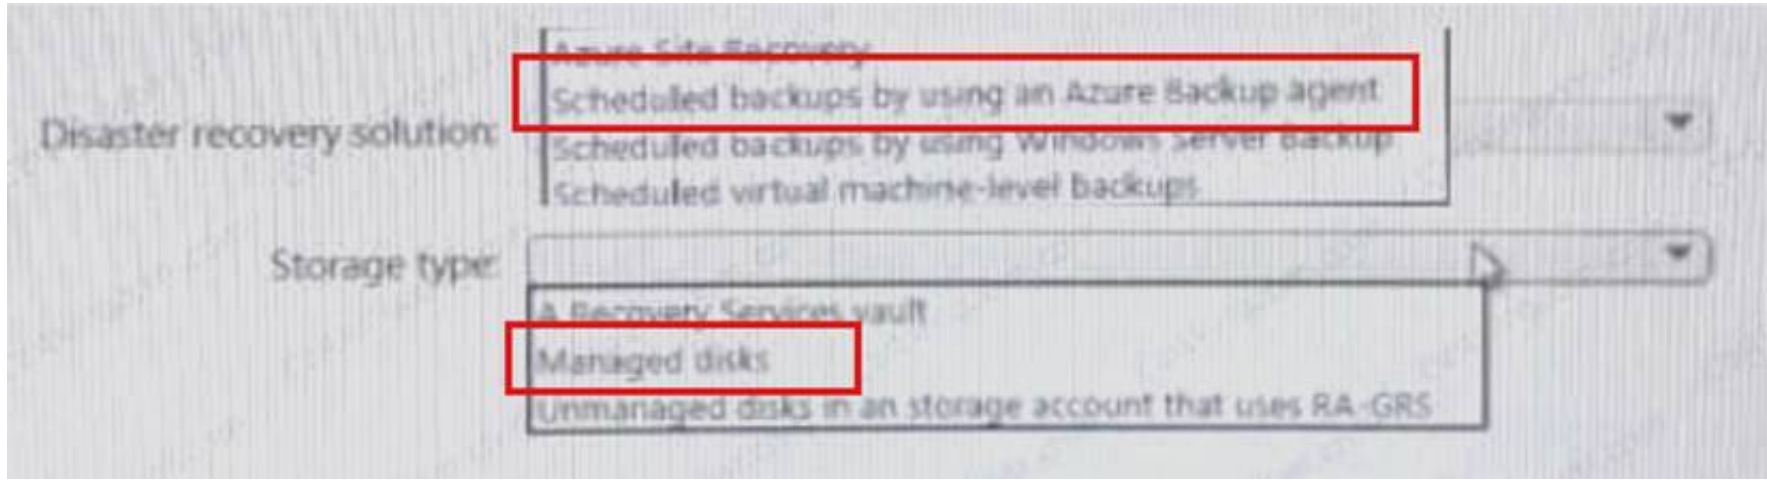 Azure Site Recovery
Scheduled backups by using an Azure Backup agent
Disaster recovery solution:
Scheduled backups by using Windows Server Backup
Scheduled virtual machine-level backups
Storage type:
A Recovery Services vault
Managed disks
Unmanaged disks in an storage account that uses RA-GRS